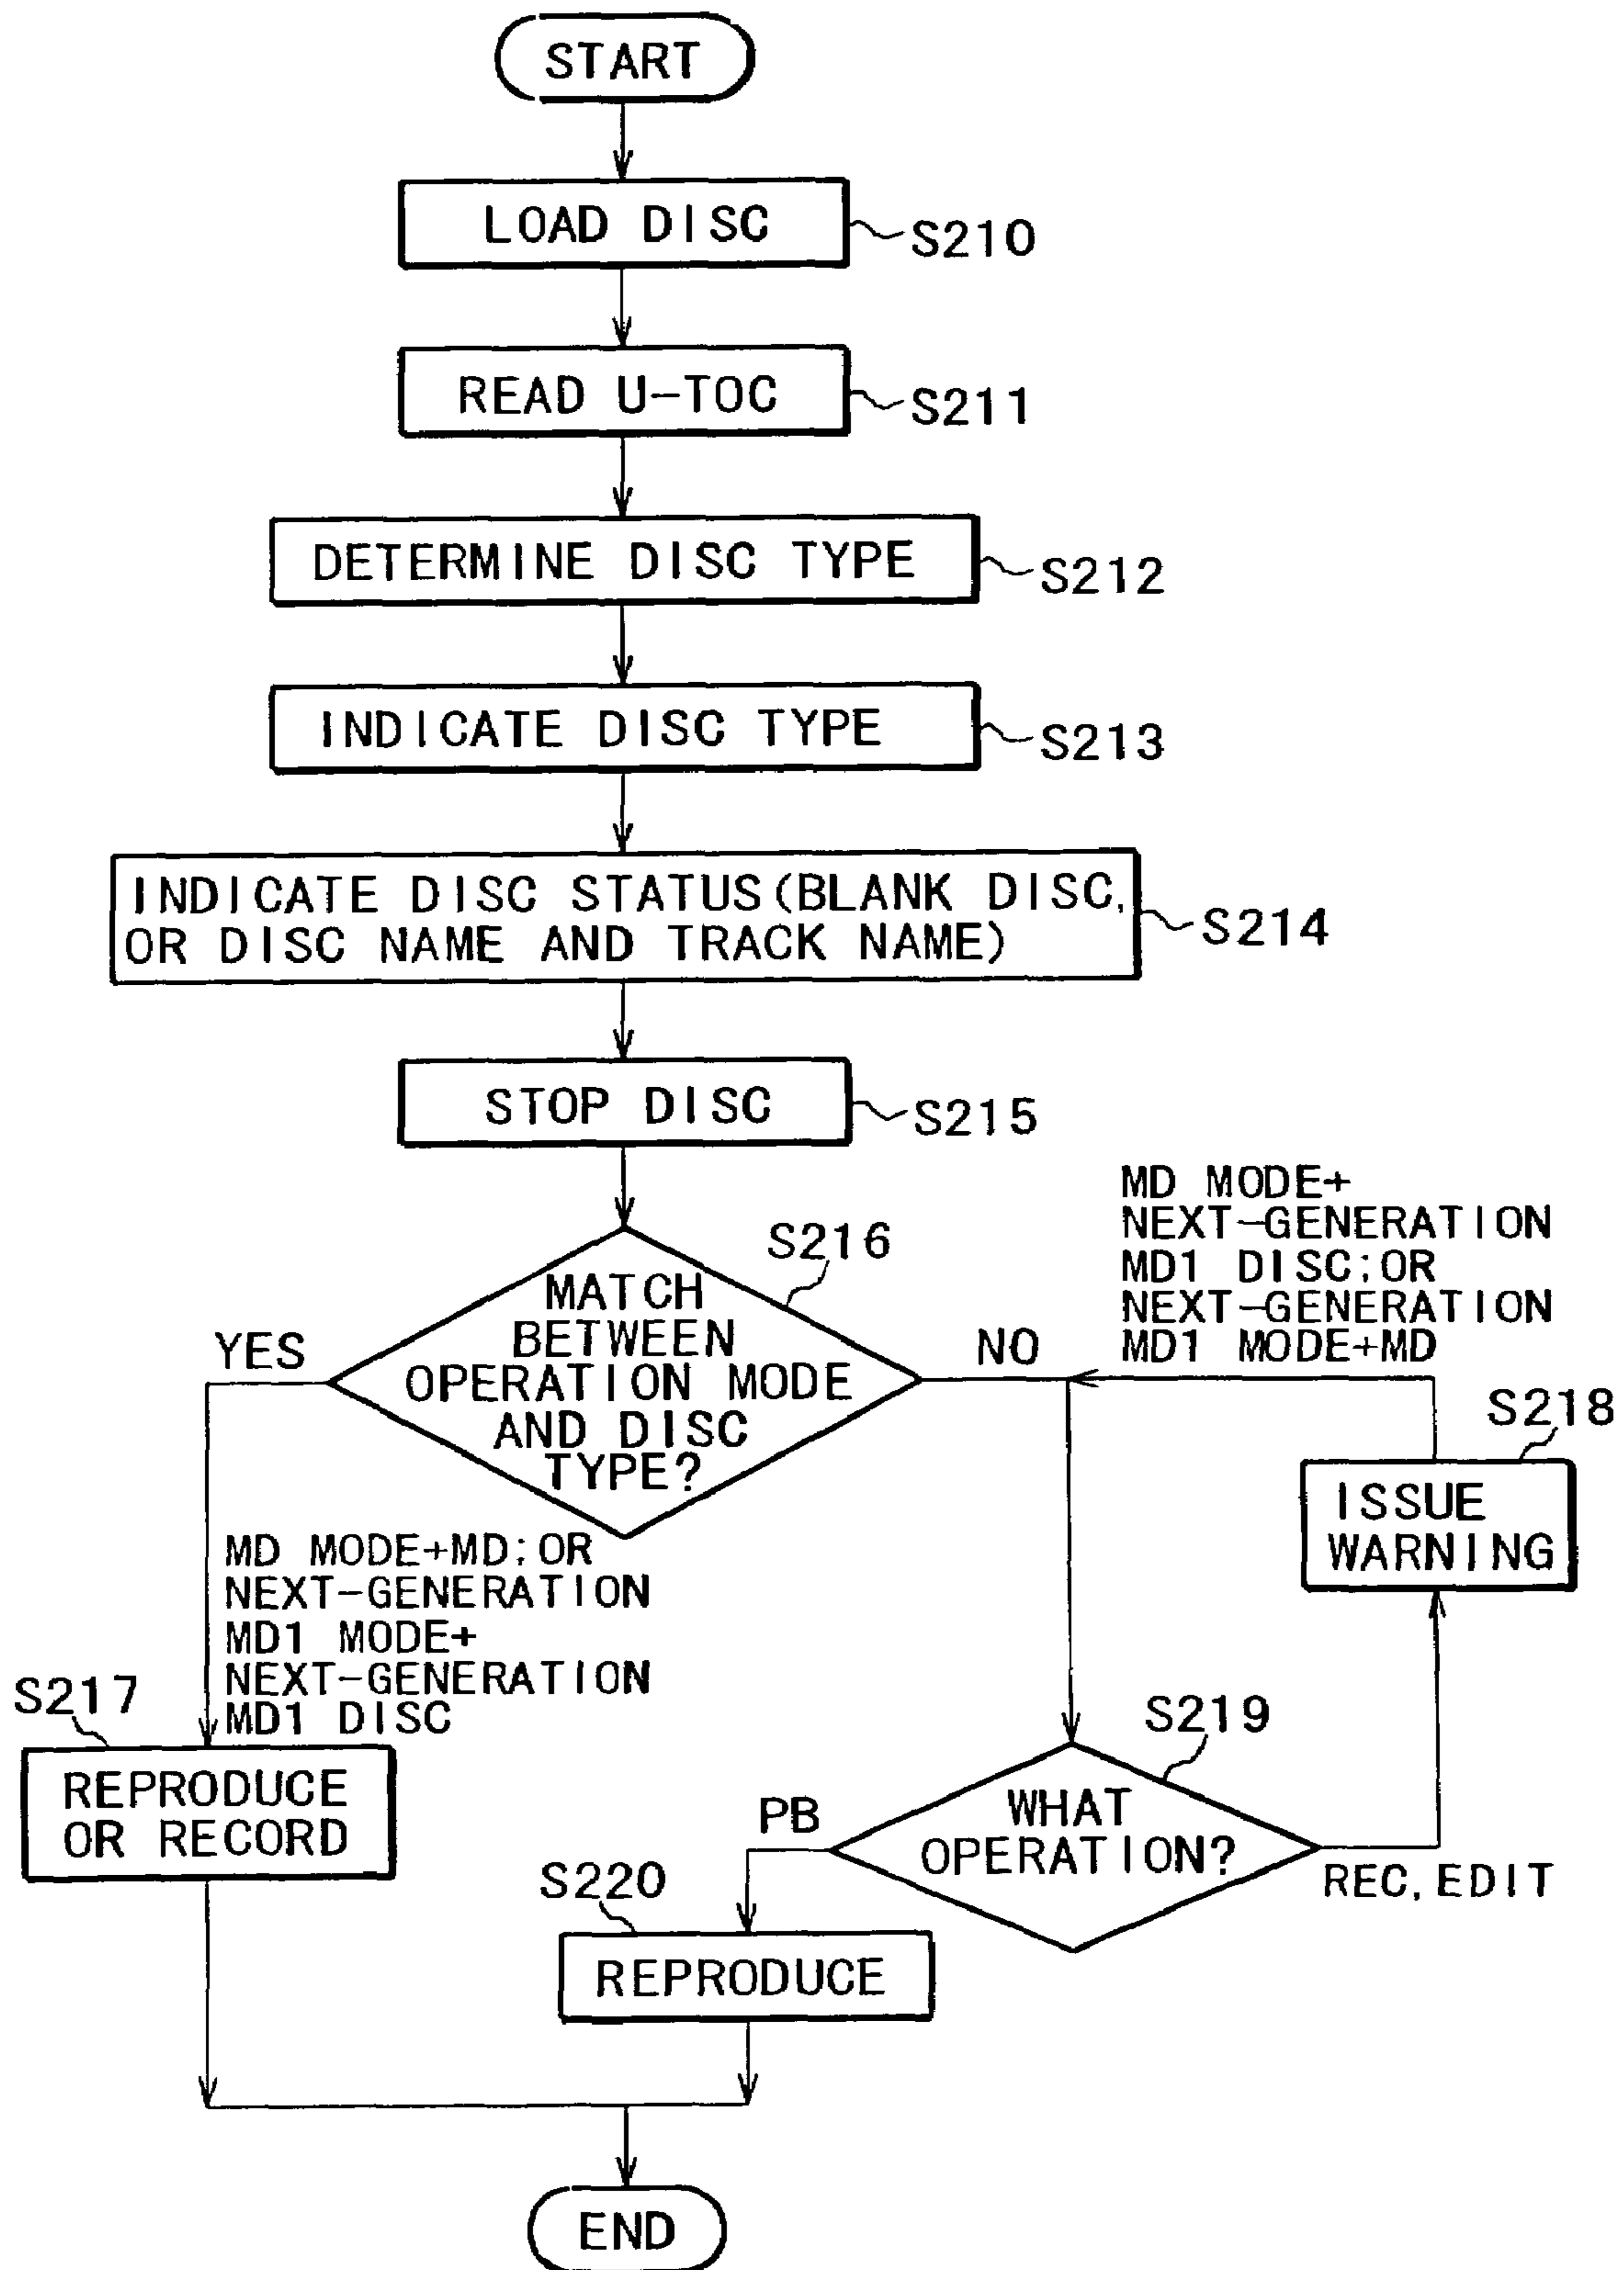 START
LOAD DISC
S210
READ U-TOC
S211
DETERMINE DISC TYPE
S212
INDICATE DISC TYPE
S213
INDICATE DISC STATUS(BLANK DISC,
OR DISC NAME AND TRACK NAME)
S214
STOP DISC
S215
S216
MATCH
BETWEEN
OPERATION MODE
AND DISC
TYPE?
YES
NO
MD MODE+
NEXT-GENERATION
MD1 DISC;OR
NEXT-GENERATION
MD1 MODE+MD
S218
ISSUE
WARNING
MD MODE+MD;OR
NEXT-GENERATION
MD1 MODE+
NEXT-GENERATION
MD1 DISC
S217
REPRODUCE
OR RECORD
S219
WHAT
OPERATION?
PB
REC,EDIT
S220
REPRODUCE
END